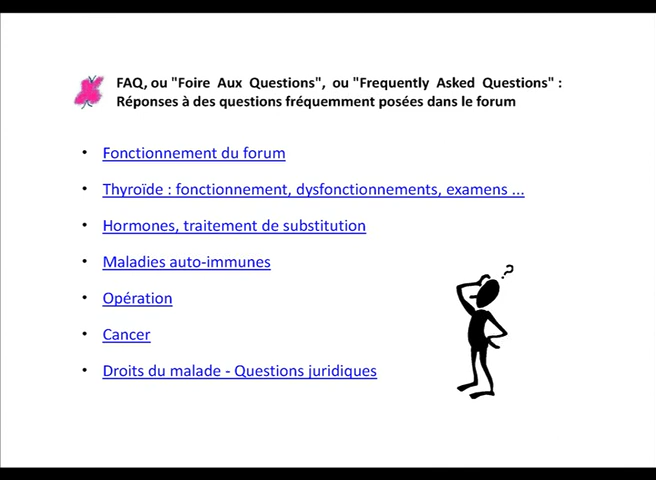 FAQ, ou "Foire Aux Questions", ou "Frequently Asked Questions" :
Réponses à des questions fréquemment posées dans le forum
• Fonctionnement du forum
• Thyroïde : fonctionnement, dysfonctionnements, examens ...
• Hormones, traitement de substitution
• Maladies auto-immunes
• Opération
• Cancer
• Droits du malade - Questions juridiques
?